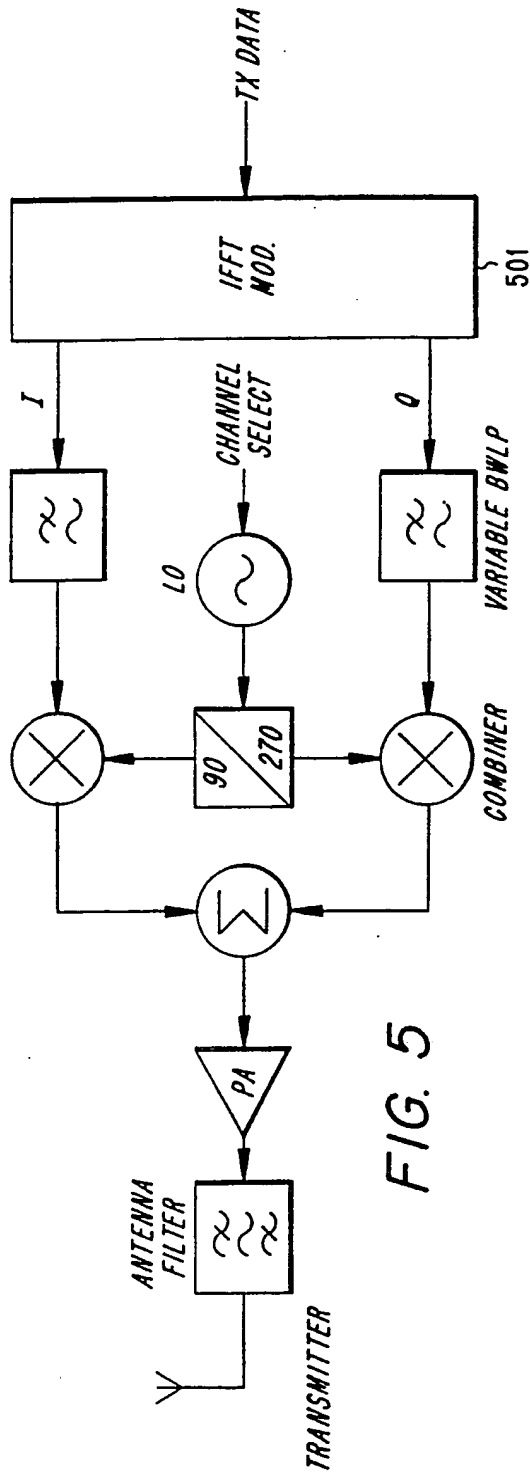 TX DATA
IFFT
MOD.
501
I
Q
CHANNEL
SELECT
LO
VARIABLE BWLP
90
270
COMBINER
Σ
PA
ANTENNA
FILTER
TRANSMITTER
FIG. 5